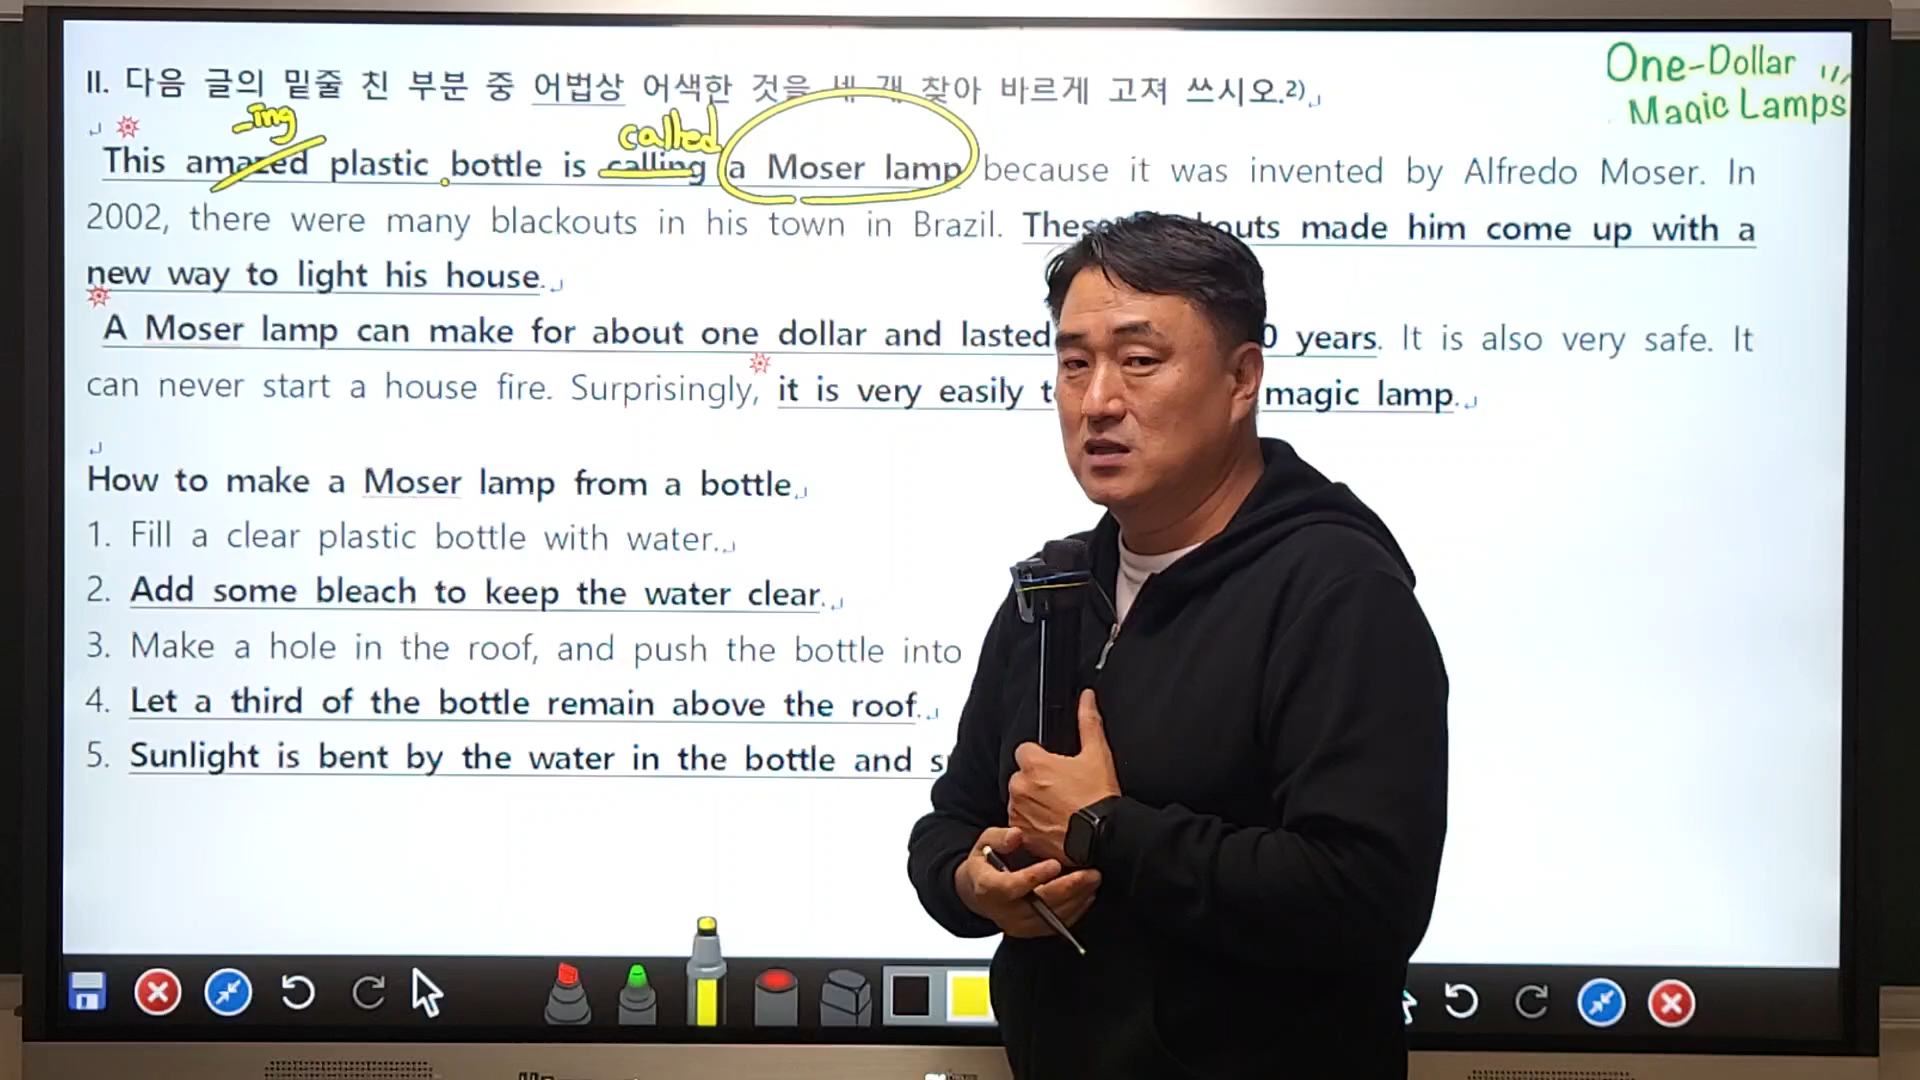 II. 다음 글의 밑줄 친 부분 중 어법상 어색한 것을 세 개 찾아 바르게 고져 쓰시오.2)
One-Dollar
Magic Lamps
-ing
called
This amazed plastic bottle is calling a Moser lamp because it was invented by Alfredo Moser. In
2002, there were many blackouts in his town in Brazil. These outs made him come up with a
new way to light his house.
A Moser lamp can make for about one dollar and lasted 0 years. It is also very safe. It
can never start a house fire. Surprisingly, it is very easily magic lamp.
How to make a Moser lamp from a bottle
1. Fill a clear plastic bottle with water.
2. Add some bleach to keep the water clear.
3. Make a hole in the roof, and push the bottle into
4. Let a third of the bottle remain above the roof.
5. Sunlight is bent by the water in the bottle and